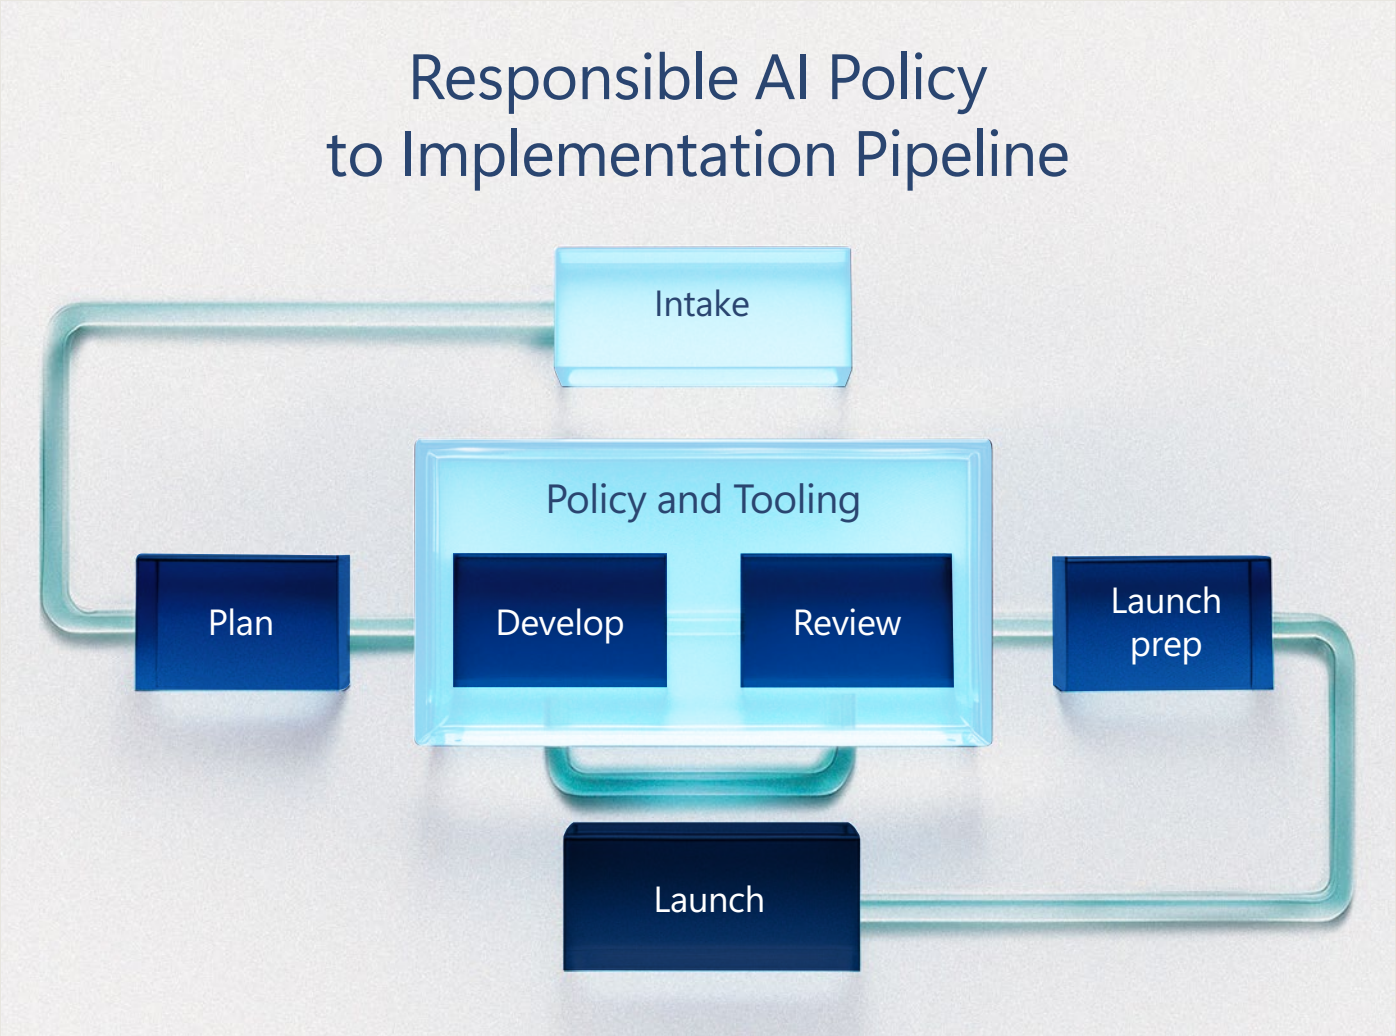 Responsible AI Policy
to Implementation Pipeline
Intake
Policy and Tooling
Plan
Develop
Review
Launch
prep
Launch